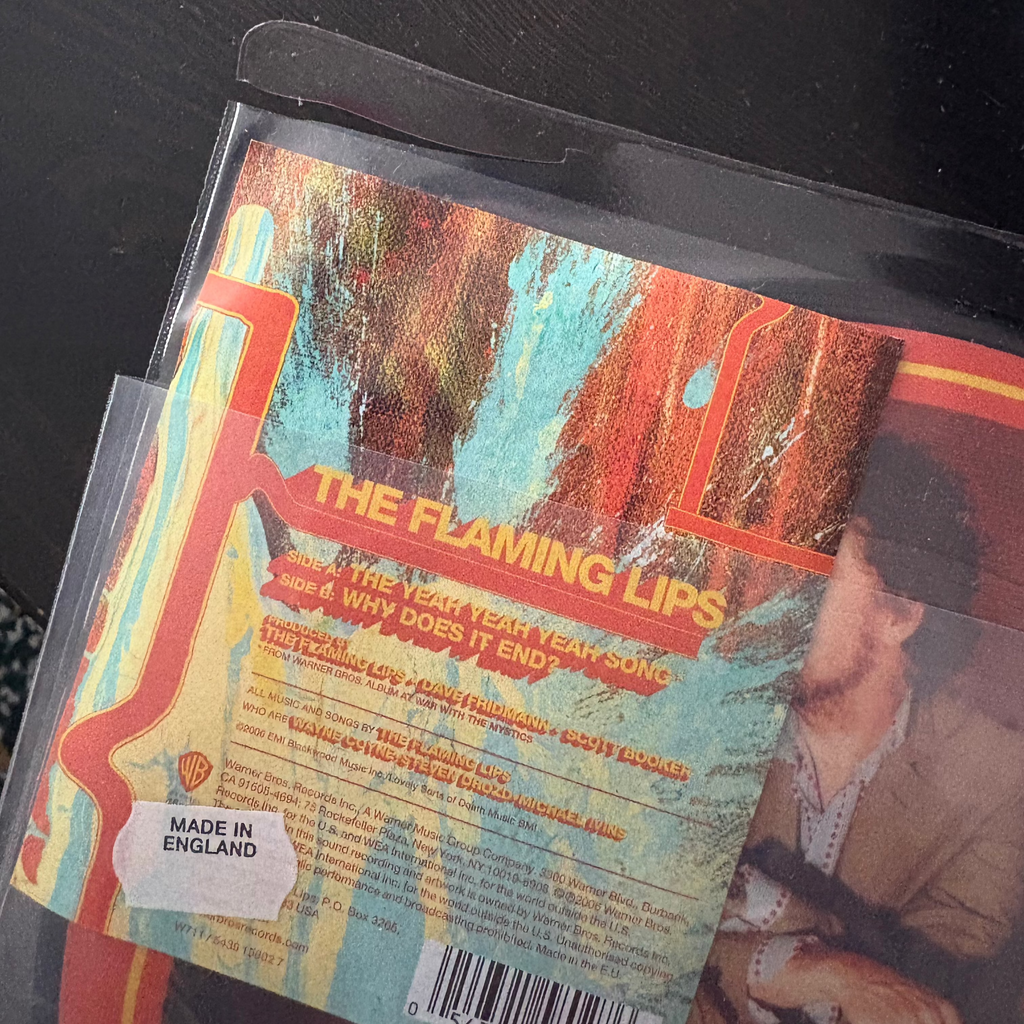 THE FLAMING LIPS
SIDE A: THE YEAH YEAH YEAH SONG
SIDE B: WHY DOES IT END?
PRODUCED
THE FLAMING LIPS + DAVE FRIDMANN + SCOTT BOOKER
*FROM WARNER BROS. ALBUM AT WAR WITH THE MYSTICS
ALL MUSIC AND SONGS BY THE FLAMING LIPS
WHO ARE WAYNE COYNE STEVEN DROZD MICHAEL IVINS
©2006 EMI Blackwood Music Inc./Lovely Sorts of Death Music BMI
WB
Warner Bros. Records Inc., A Warner Music Group Company. 3300 Warner Blvd., Burbank,
CA 91505-4694; 75 Rockefeller Plaza, New York, NY 10019-6908. ©℗2006 Warner Bros.
Records Inc. for the U.S. and WEA International Inc. for the world outside the U.S.
The in this sound recording and artwork is owned by Warner Bros. Records Inc.
WEA International Inc. for the world outside the U.S. Unauthorised copying,
performance and broadcasting prohibited. Made in the E.U.
Lips: P.O. Box
USA
MADE IN
ENGLAND
W711 /
0